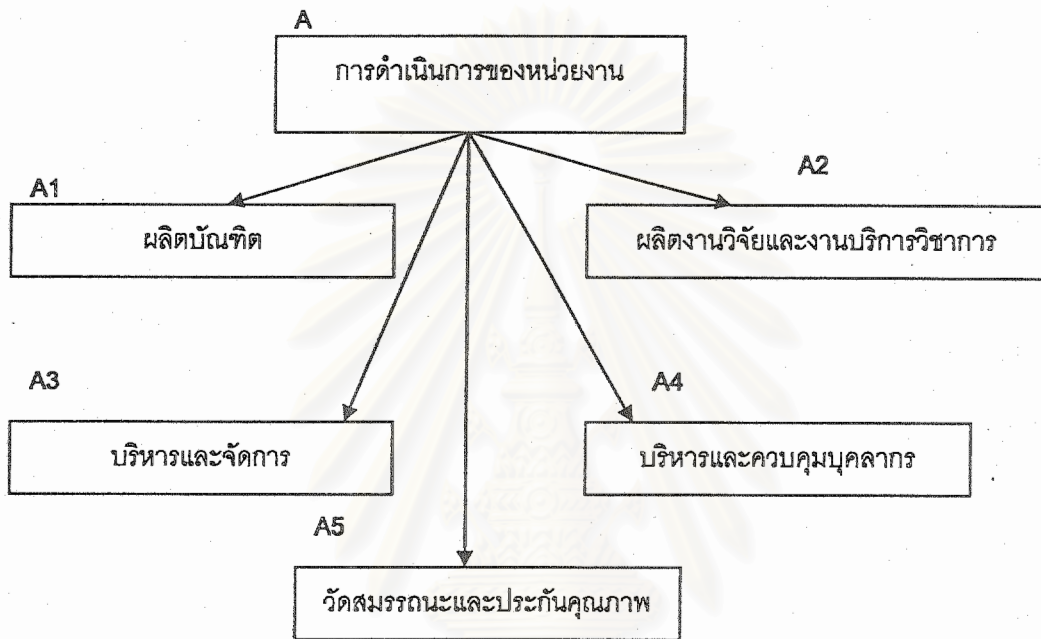 A
การดำเนินการของหน่วยงาน
A1
ผลิตบัณฑิต
A2
ผลิตงานวิจัยและงานบริการวิชาการ
A3
บริหารและจัดการ
A4
บริหารและควบคุมบุคลากร
A5
วัดสมรรถนะและประกันคุณภาพ